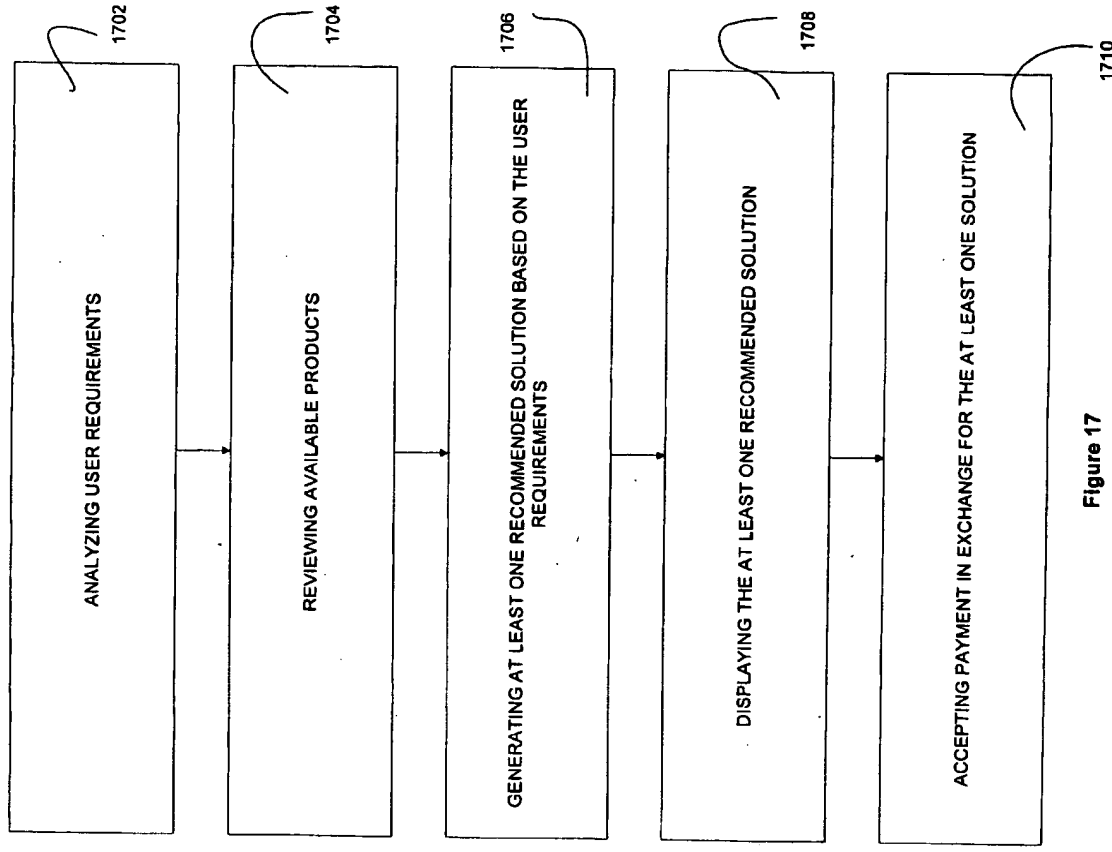 ANALYZING USER REQUIREMENTS
1702
REVIEWING AVAILABLE PRODUCTS
1704
GENERATING AT LEAST ONE RECOMMENDED SOLUTION BASED ON THE USER
REQUIREMENTS
1706
DISPLAYING THE AT LEAST ONE RECOMMENDED SOLUTION
1708
ACCEPTING PAYMENT IN EXCHANGE FOR THE AT LEAST ONE SOLUTION
1710
Figure 17